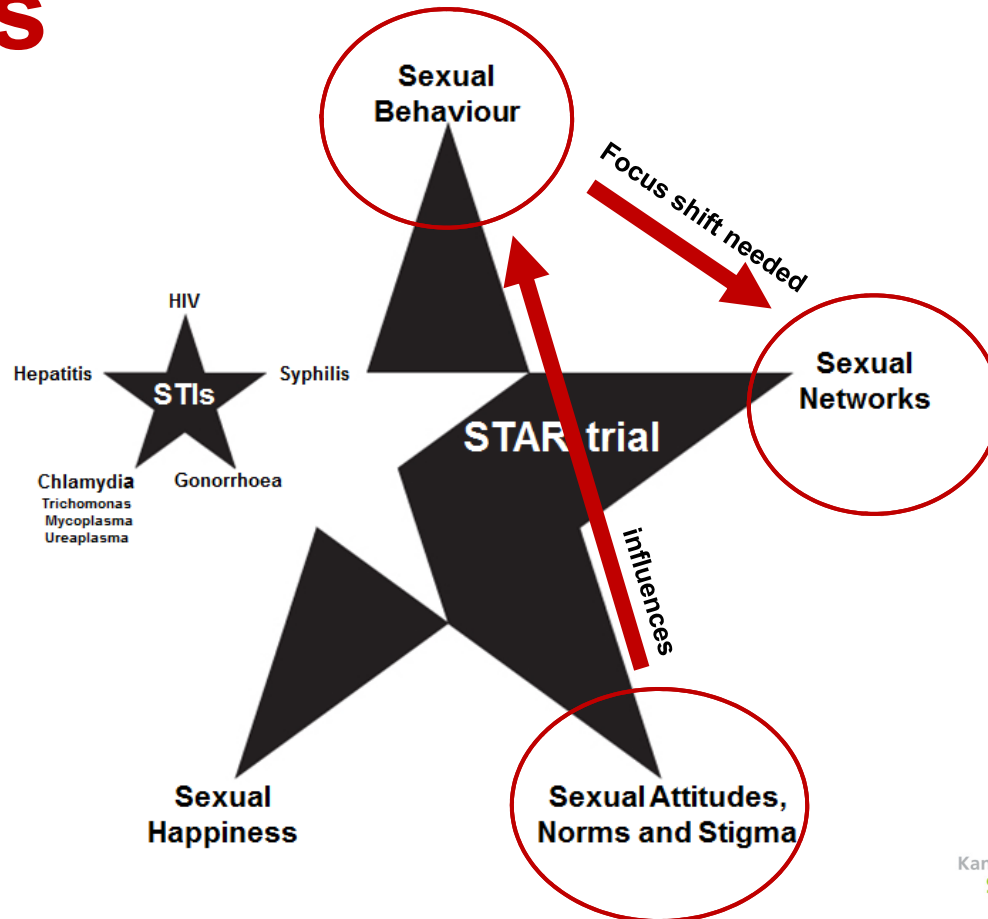 s
Sexual
Behaviour
Focus shift needed
HIV
Hepatitis
STIs
Syphilis
Sexual
Networks
STAR trial
Chlamydia
Gonorrhoea
Trichomonas
Mycoplasma
Ureaplasma
influences
Sexual
Happiness
Sexual Attitudes,
Norms and Stigma
Kan